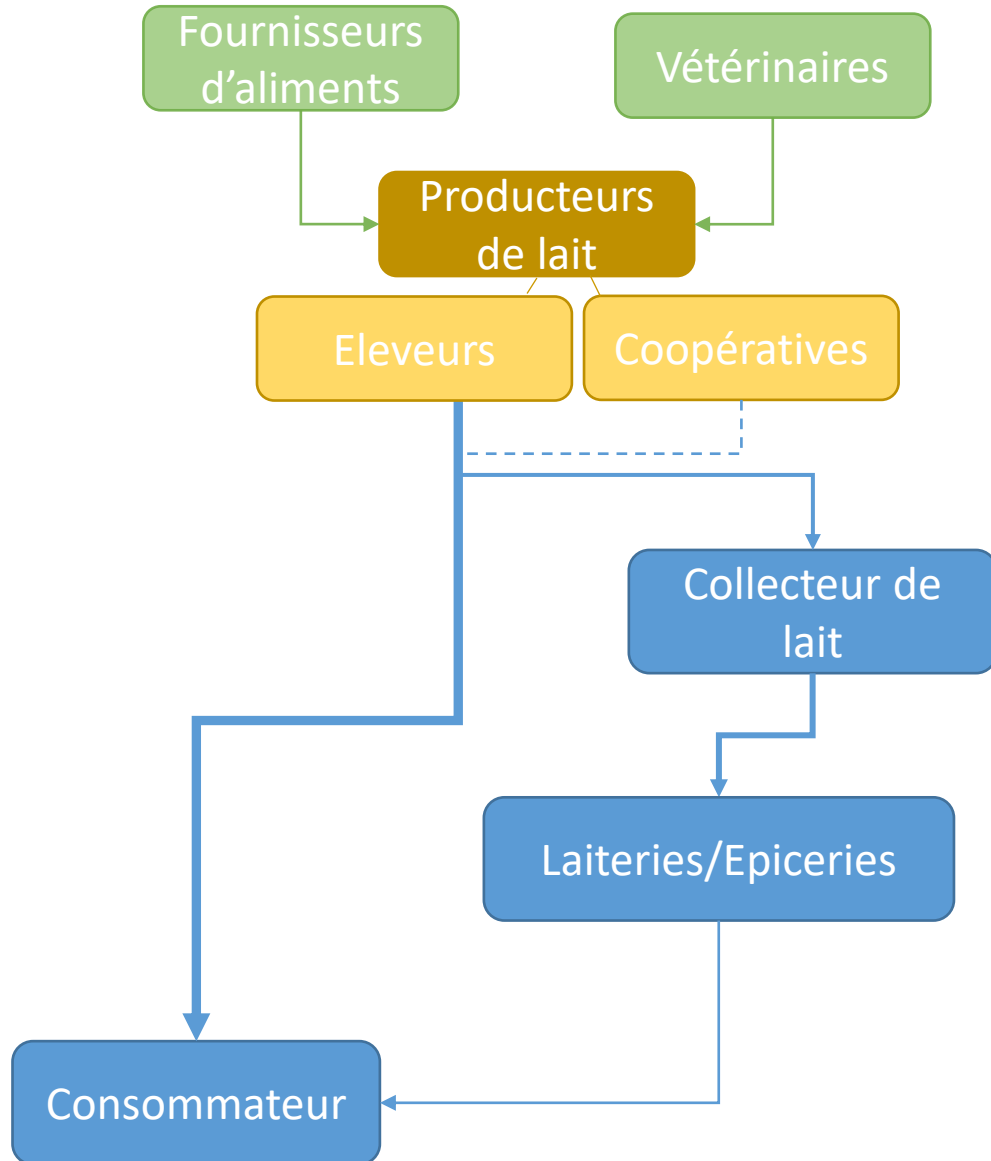 Fournisseurs
d’aliments
Vétérinaires
Producteurs
de lait
Eleveurs
Coopératives
Collecteur de
lait
Laiteries/Epiceries
Consommateur